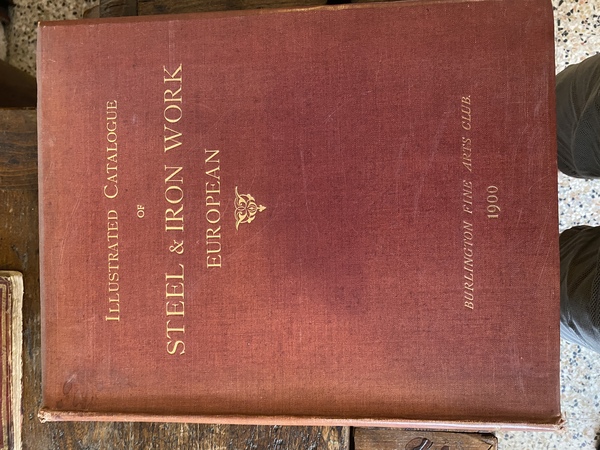 ILLUSTRATED CATALOGUE
OF
STEEL & IRON WORK
EUROPEAN
BURLINGTON FINE ARTS CLUB.
1900